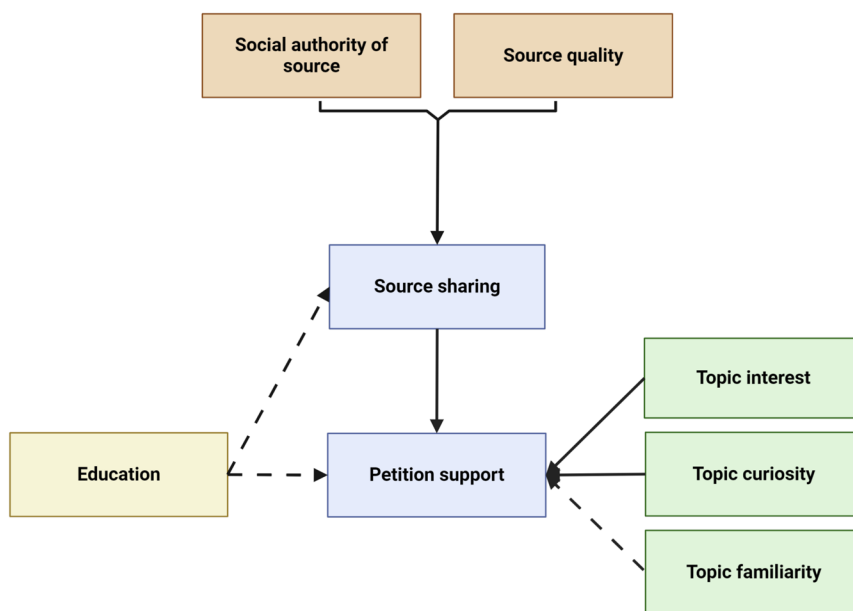 Social authority of
source
Source quality
Source sharing
Topic interest
Education
Petition support
Topic curiosity
Topic familiarity